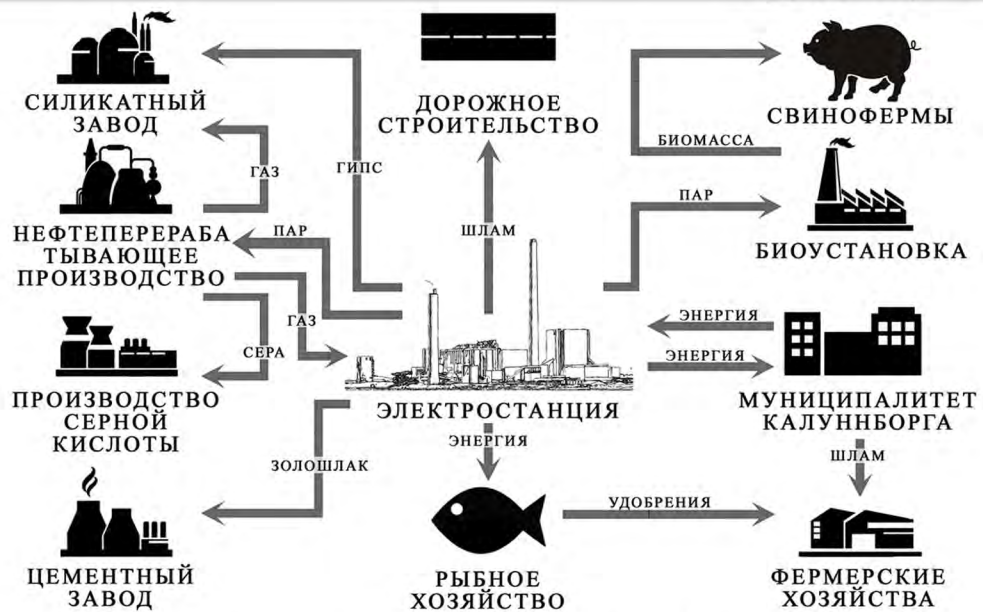 СИЛИКАТНЫЙ
ЗАВОД
ДОРОЖНОЕ
СТРОИТЕЛЬСТВО
СВИНОФЕРМЫ
БИОМАССА
ГАЗ
ГИПС
ПАР
НЕФТЕПЕРЕРАБА
ТЫВАЮЩЕЕ
ПРОИЗВОДСТВО
ПАР
ШЛАМ
БИОУСТАНОВКА
ГАЗ
СЕРА
ЭНЕРГИЯ
ЭНЕРГИЯ
ПРОИЗВОДСТВО
СЕРНОЙ
КИСЛОТЫ
ЭЛЕКТРОСТАНЦИЯ
МУНИЦИПАЛИТЕТ
КАЛУННБОРГА
ЭНЕРГИЯ
ШЛАМ
ЗОЛОШЛАК
УДОБРЕНИЯ
ЦЕМЕНТНЫЙ
ЗАВОД
РЫБНОЕ
ХОЗЯЙСТВО
ФЕРМЕРСКИЕ
ХОЗЯЙСТВА